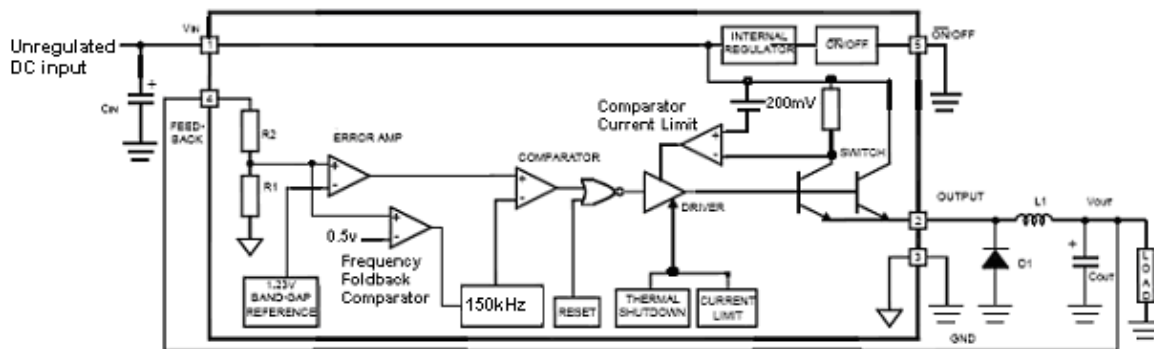 Unregulated
DC input
VIN
1
CIN
+
4
FEED-
BACK
R2
R1
ERROR AMP
+
-
0.5v
+
-
Frequency
Foldback
Comparator
1.23V
BAND-GAP
REFERENCE
COMPARATOR
+
-
150kHz
RESET
DRIVER
THERMAL
SHUTDOWN
CURRENT
LIMIT
Comparator
Current Limit
+
-
200mV
INTERNAL
REGULATOR
ON/OFF
5
ON/OFF
SWITCH
2
OUTPUT
3
L1
D1
VOUT
+
COUT
LOAD
GND